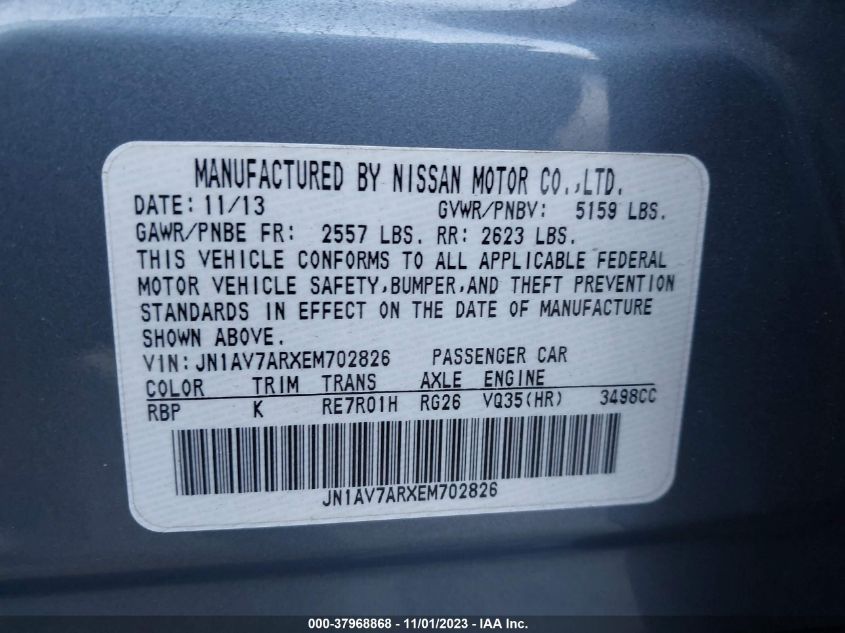 MANUFACTURED BY NISSAN MOTOR CO.,LTD.
DATE: 11/13 GVWR/PNBV: 5159 LBS.
GAWR/PNBE FR: 2557 LBS. RR: 2623 LBS.
THIS VEHICLE CONFORMS TO ALL APPLICABLE FEDERAL
MOTOR VEHICLE SAFETY,BUMPER,AND THEFT PREVENTION
STANDARDS IN EFFECT ON THE DATE OF MANUFACTURE
SHOWN ABOVE.
VIN: JN1AV7ARXEM702826 PASSENGER CAR
COLOR TRIM TRANS AXLE ENGINE
RBP K RE7R01H RG26 VQ35(HR) 3498CC
JN1AV7ARXEM702826
000-37968868 - 11/01/2023 - IAA Inc.